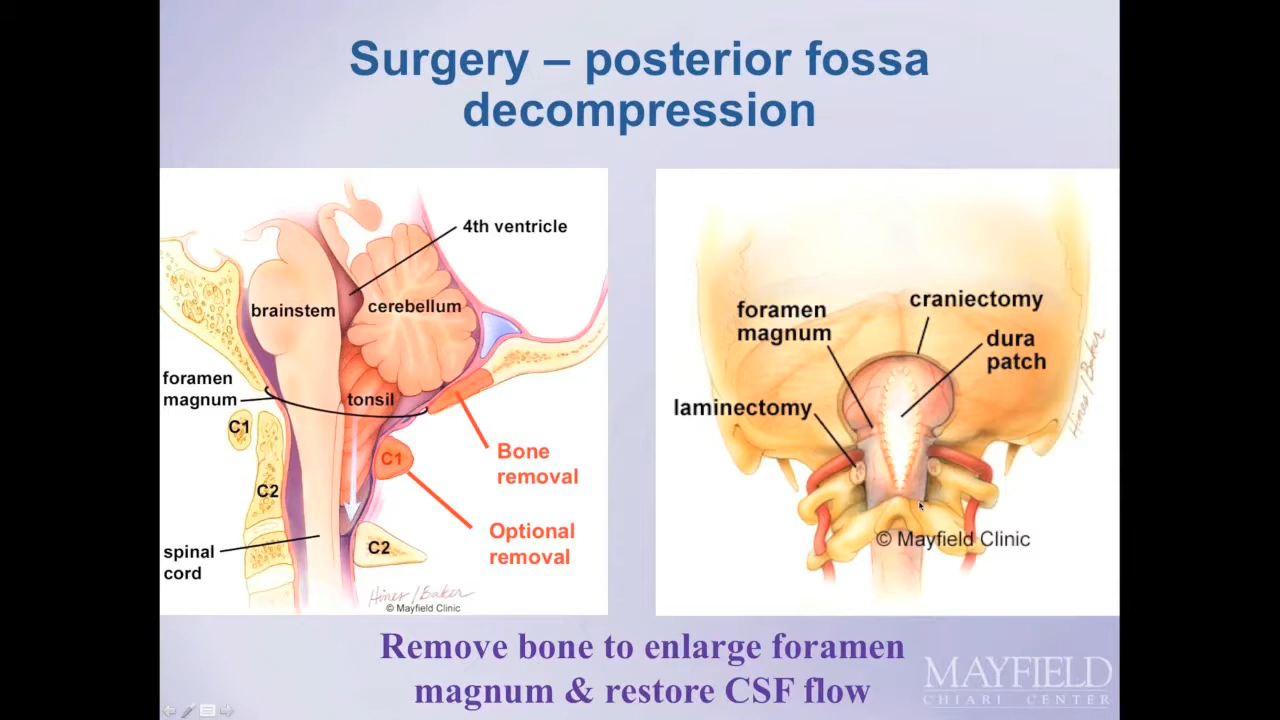 Surgery – posterior fossa
decompression
4th ventricle
brainstem
cerebellum
foramen
magnum
tonsil
C1
C1
Bone
removal
C2
Optional
removal
spinal
cord
C2
Hines / Baker
© Mayfield Clinic
craniectomy
foramen
magnum
dura
patch
laminectomy
Hines / Baker
© Mayfield Clinic
Remove bone to enlarge foramen
magnum & restore CSF flow
MAYFIELD
CHIARI CENTER